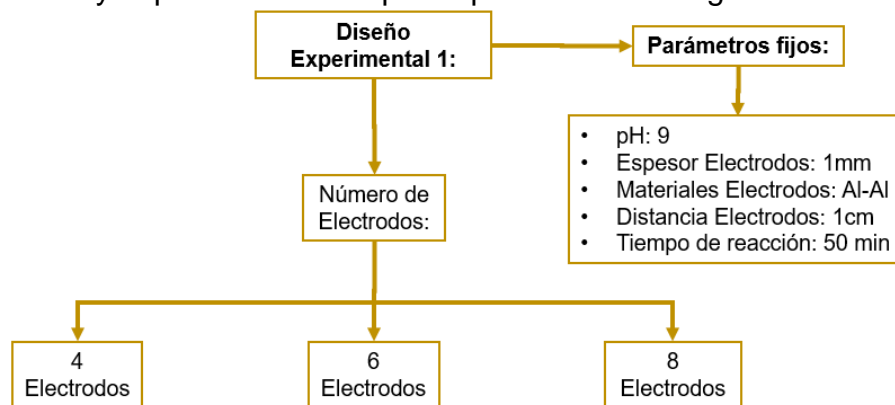 Diseño
Experimental 1:
Parámetros fijos:
• pH: 9
• Espesor Electrodos: 1mm
• Materiales Electrodos: Al-Al
• Distancia Electrodos: 1cm
• Tiempo de reacción: 50 min
Número de
Electrodos:
4
Electrodos
6
Electrodos
8
Electrodos